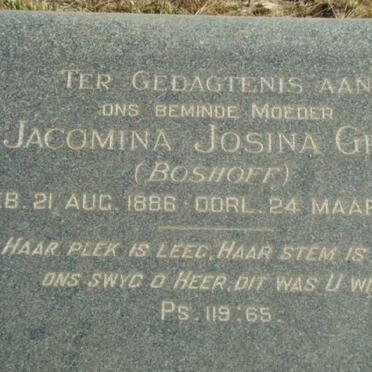 TER GEDAGTENIS AAN
ONS BEMINDE MOEDER
JACOMINA JOSINA
(BOSHOFF)
21 AUG. 1886 - OORL. 24
HAAR PLEK IS LEEG, HAAR STEM IS
ONS SWYG O HEER, DIT WAS U
PS. 119:65.